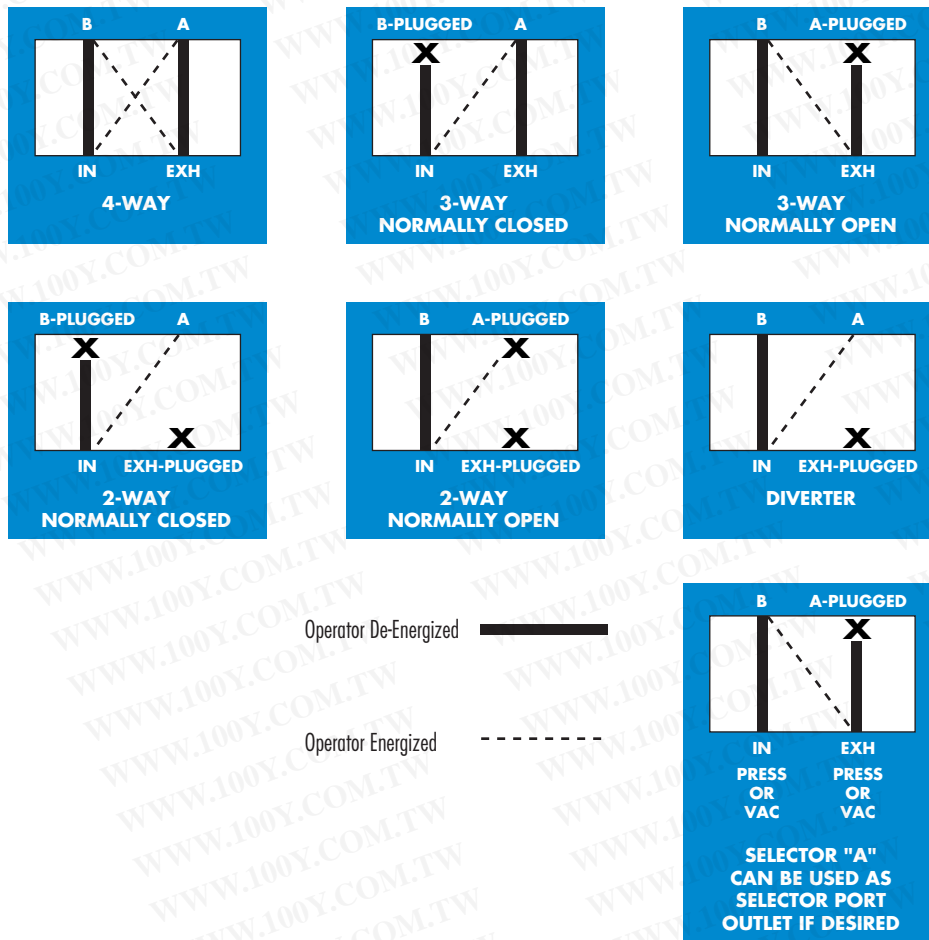 B A
IN EXH
4-WAY
B-PLUGGED A
X
IN EXH
3-WAY
NORMALLY CLOSED
B A-PLUGGED
X
IN EXH
3-WAY
NORMALLY OPEN
B-PLUGGED A
X
X
IN EXH-PLUGGED
2-WAY
NORMALLY CLOSED
B A-PLUGGED
X
X
IN EXH-PLUGGED
2-WAY
NORMALLY OPEN
B A
X
IN EXH-PLUGGED
DIVERTER
Operator De-Energized
Operator Energized
B A-PLUGGED
X
IN EXH
PRESS PRESS
OR OR
VAC VAC
SELECTOR "A"
CAN BE USED AS
SELECTOR PORT
OUTLET IF DESIRED
WWW.100Y.COM.TW